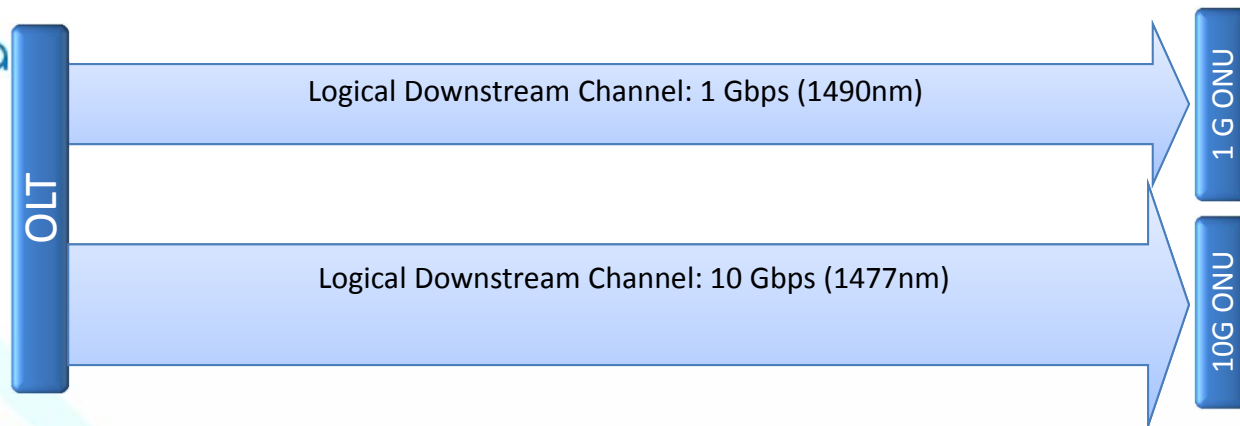 OLT
Logical Downstream Channel: 1 Gbps (1490nm)
1 G ONU
Logical Downstream Channel: 10 Gbps (1477nm)
10G ONU